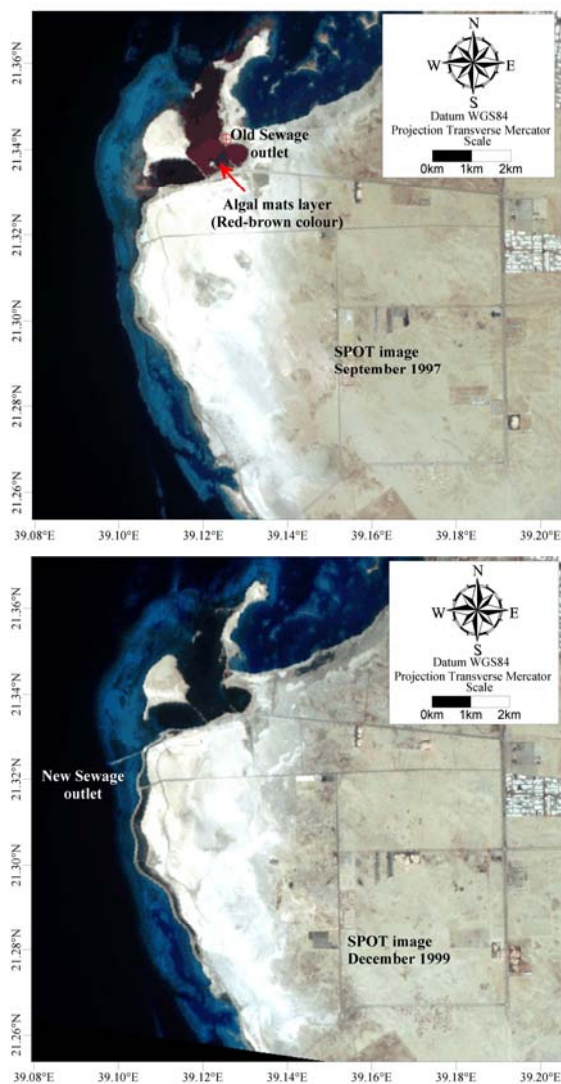 N
W E
S
Datum WGS84
Projection Transverse Mercator
Scale
0km 1km 2km
21.36°N
21.34°N
21.32°N
21.30°N
21.28°N
21.26°N
Old Sewage
outlet
Algal mats layer
(Red-brown colour)
SPOT image
September 1997
39.08°E 39.10°E 39.12°E 39.14°E 39.16°E 39.18°E 39.20°E
N
W E
S
Datum WGS84
Projection Transverse Mercator
Scale
0km 1km 2km
21.36°N
21.34°N
21.32°N
21.30°N
21.28°N
21.26°N
New Sewage
outlet
SPOT image
December 1999
39.08°E 39.10°E 39.12°E 39.14°E 39.16°E 39.18°E 39.20°E